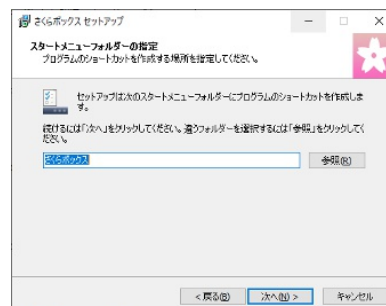 さくらボックス セットアップ
スタートメニューフォルダーの指定
プログラムのショートカットを作成する場所を指定してください。
セットアップは次のスタートメニューフォルダーにプログラムのショートカットを作成しま
す。
続けるには「次へ」をクリックしてください。違うフォルダーを選択するには「参照」をクリックしてく
ださい。
さくらボックス
参照(R)
< 戻る(B)
次へ(N) >
キャンセル